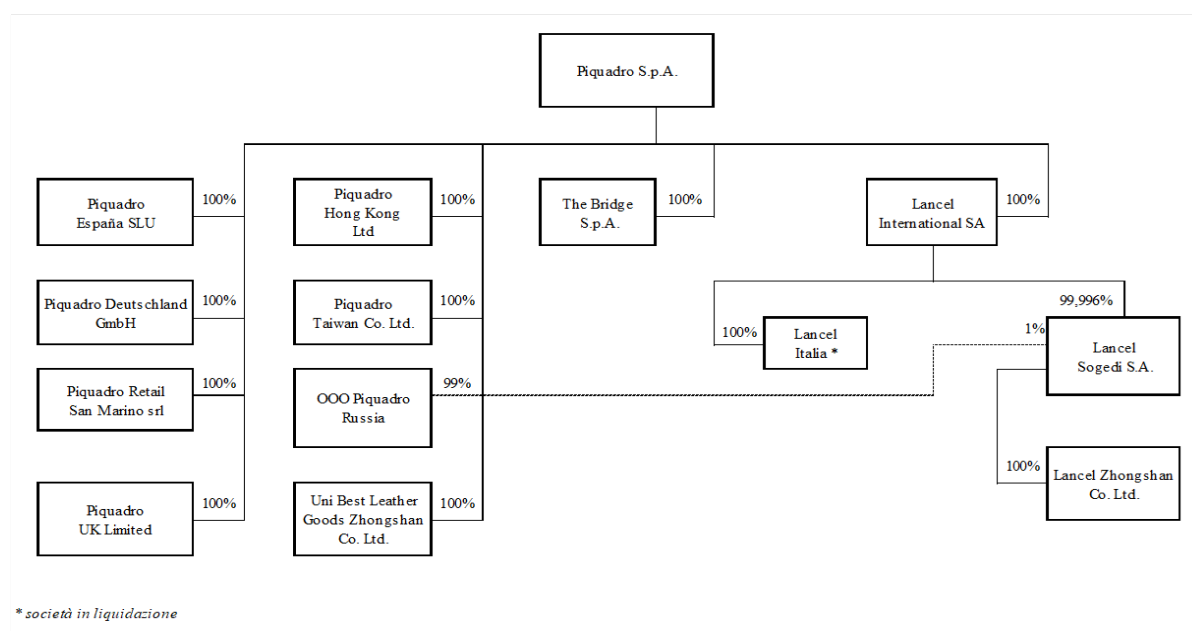 Piquadro S.p.A.
Piquadro
España SLU
100%
Piquadro
Hong Kong
Ltd
100%
The Bridge
S.p.A.
100%
Lancel
International SA
100%
Piquadro Deutschland
GmbH
100%
Piquadro
Taiwan Co. Ltd.
100%
99,996%
100%
Lancel
Italia *
1%
Lancel
Sogedi S.A.
Piquadro Retail
San Marino srl
100%
OOO Piquadro
Russia
99%
Piquadro
UK Limited
100%
Uni Best Leather
Goods Zhongshan
Co. Ltd.
100%
100%
Lancel Zhongshan
Co. Ltd.
* società in liquidazione